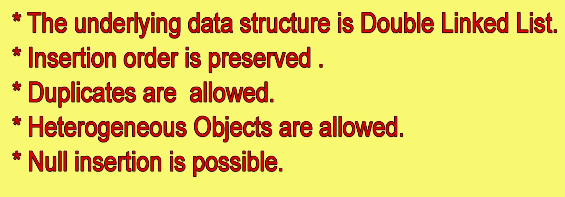 * The underlying data structure is Double Linked List.
* Insertion order is preserved .
* Duplicates are  allowed.
* Heterogeneous Objects are allowed.
* Null insertion is possible.